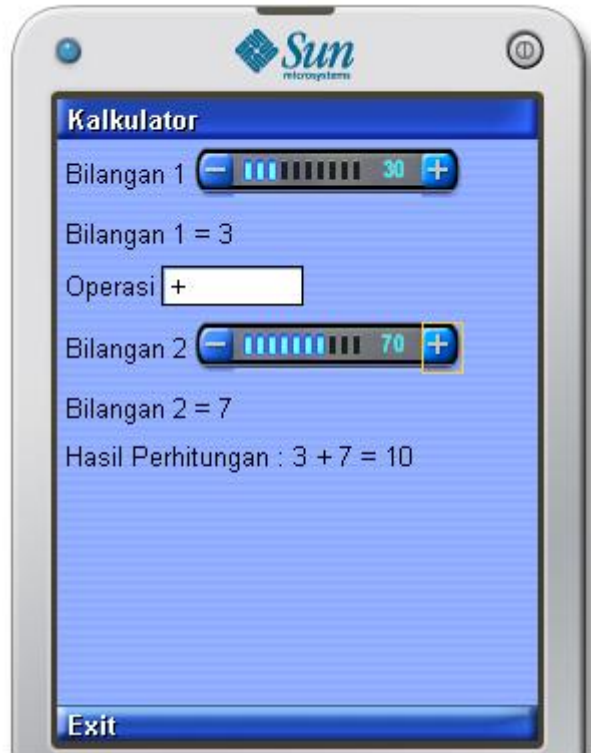 Sun
microsystems
Kalkulator
Bilangan 1 − 30 +
Bilangan 1 = 3
Operasi +
Bilangan 2 − 70 +
Bilangan 2 = 7
Hasil Perhitungan : 3 + 7 = 10
Exit